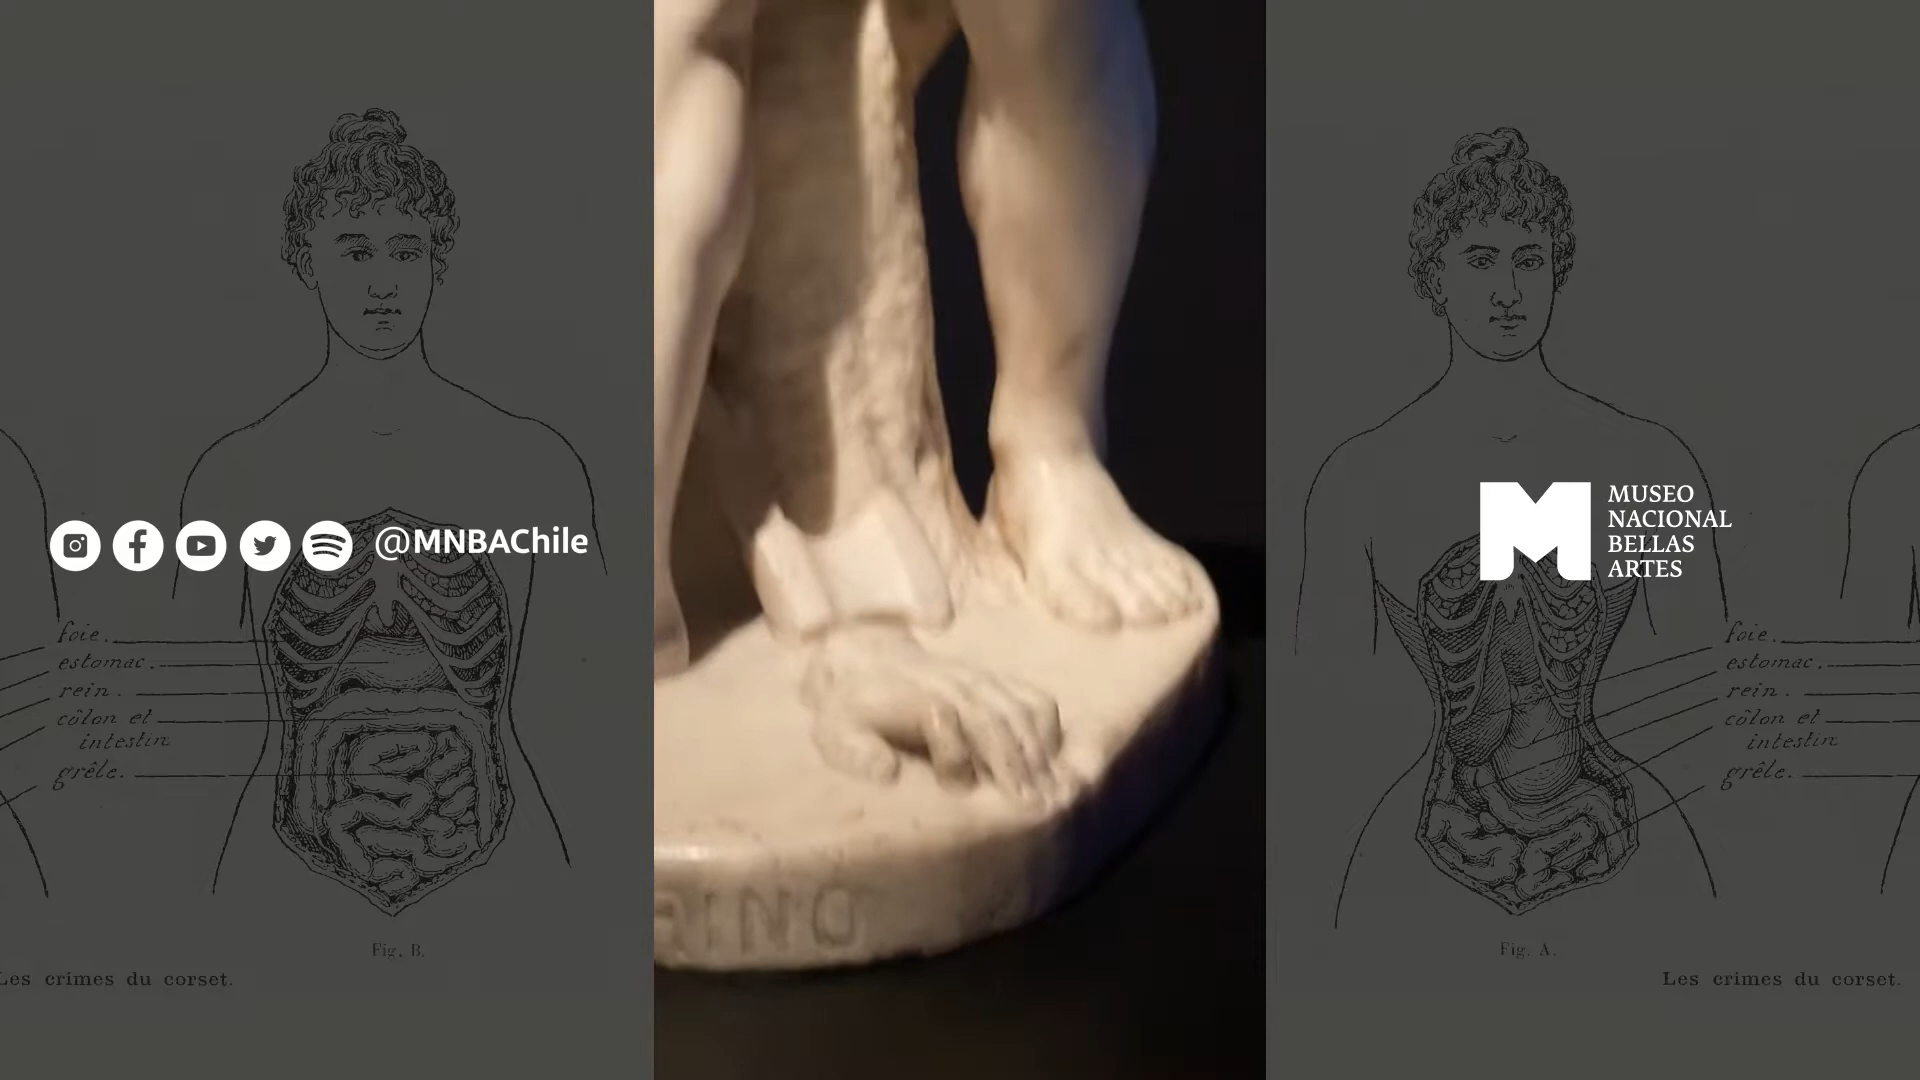 @MNBAChile
foie.
estomac.
rein.
côlon et
intestin
grêle.
Fig. B.
Les crimes du corset.
RINO
MUSEO
NACIONAL
BELLAS
ARTES
foie.
estomac.
rein.
côlon et
intestin
grêle.
Fig. A.
Les crimes du corset.